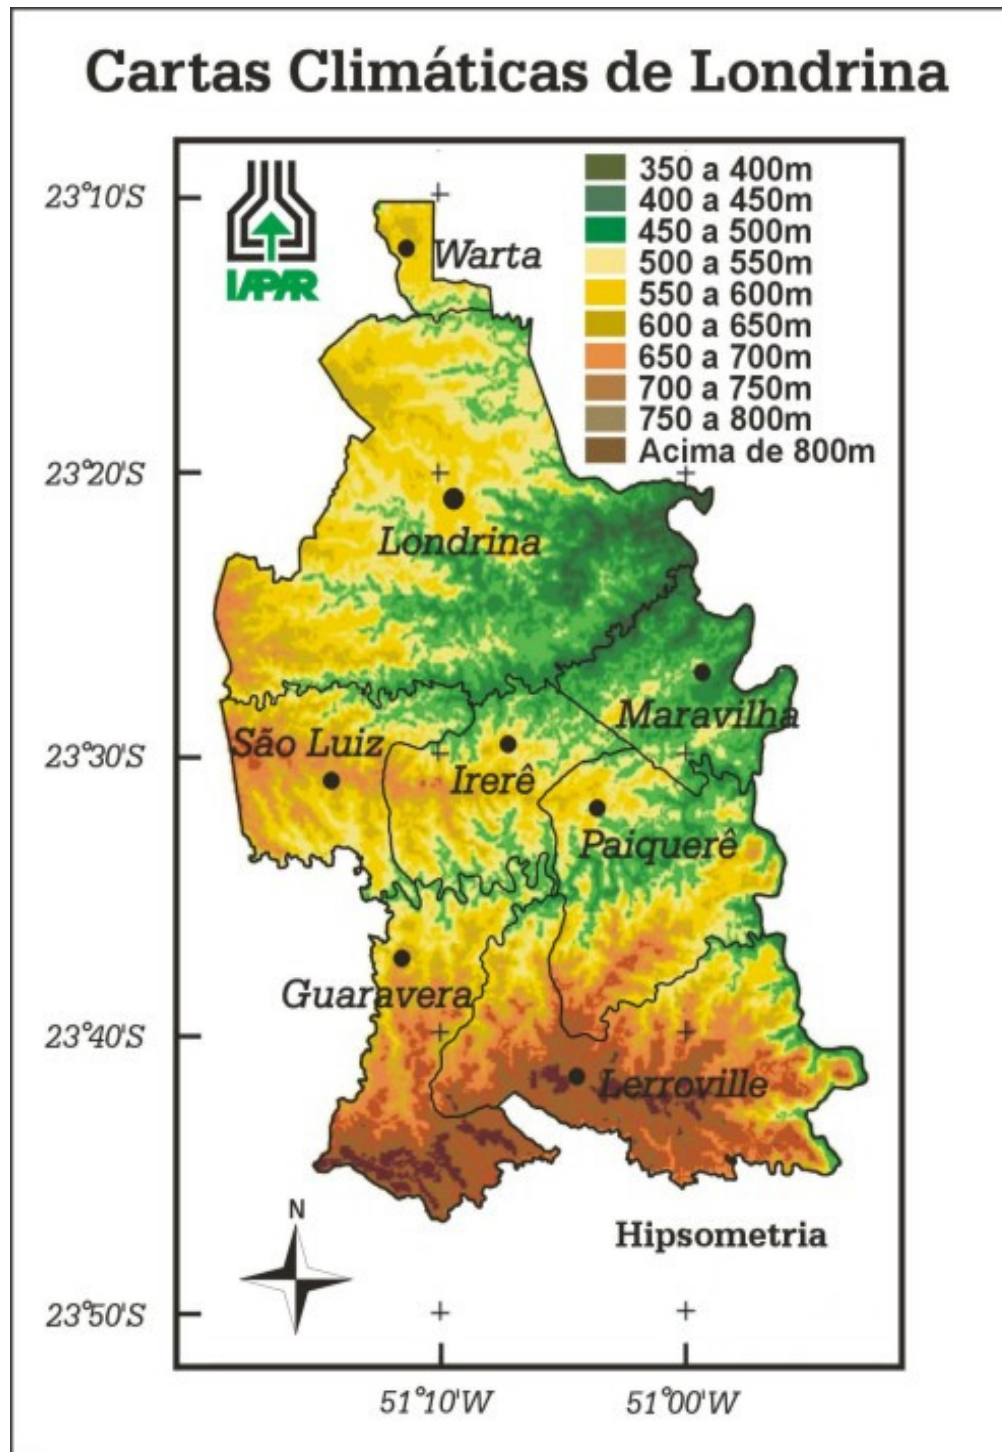 Cartas Climáticas de Londrina
IAPAR
350 a 400m
400 a 450m
450 a 500m
500 a 550m
550 a 600m
600 a 650m
650 a 700m
700 a 750m
750 a 800m
Acima de 800m
23°10'S
Warta
23°20'S
Londrina
Maravilha
São Luiz
23°30'S
Irerê
Paiquerê
Guaravera
23°40'S
Lerroville
N
Hipsometria
23°50'S
51°10'W
51°00'W